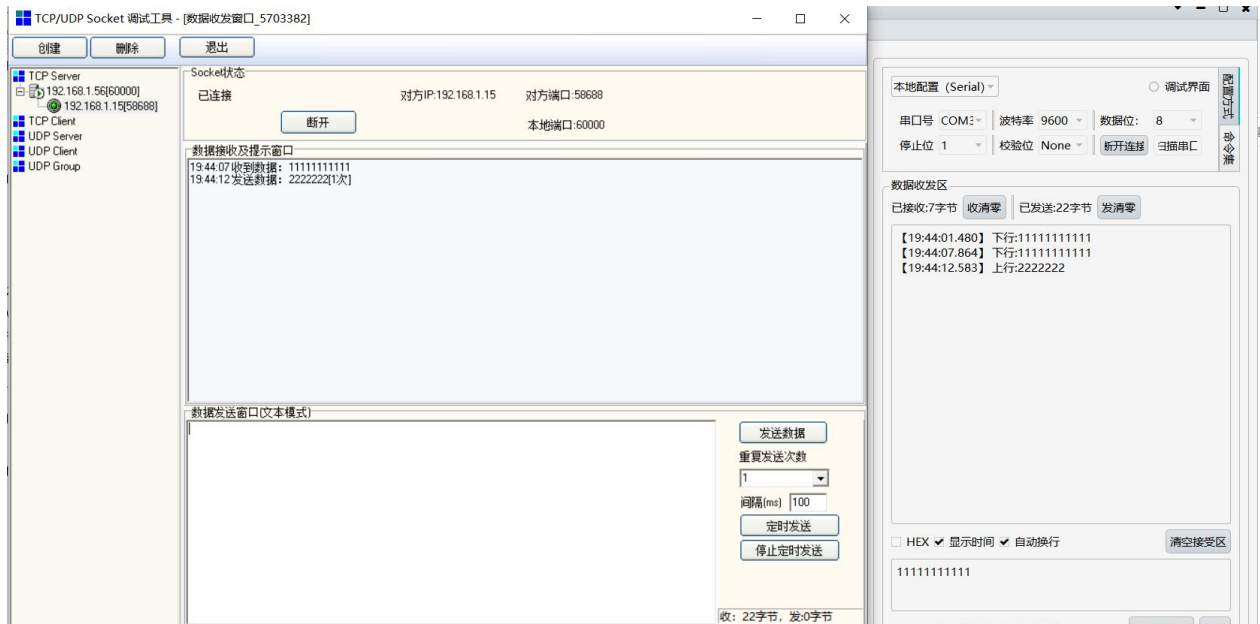 TCP/UDP Socket 调试工具 - [数据收发窗口_5703382]
创建 删除 退出
TCP Server
192.168.1.56[60000]
192.168.1.15[58688]
TCP Client
UDP Server
UDP Client
UDP Group
Socket状态
已连接 对方IP:192.168.1.15 对方端口:58688
断开 本地端口:60000
数据接收及提示窗口
19:44:07收到数据：11111111111
19:44:12发送数据：2222222[1次]
数据发送窗口(文本模式)
发送数据
重复发送次数
1
间隔(ms) 100
定时发送
停止定时发送
收：22字节，发:0字节
本地配置（Serial） 调试界面
串口号 COM3 波特率 9600 数据位： 8
停止位 1 校验位 None 断开连接 扫描串口
配置方式
命令集
数据收发区
已接收:7字节 收清零 已发送:22字节 发清零
【19:44:01.480】下行:11111111111
【19:44:07.864】下行:11111111111
【19:44:12.583】上行:2222222
HEX 显示时间 自动换行 清空接受区
11111111111